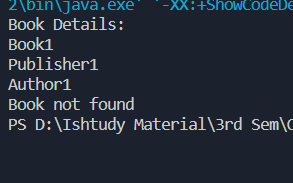 2\bin\java.exe' '-XX:+ShowCodeDe
Book Details:
Book1
Publisher1
Author1
Book not found
PS D:\Ishtudy Material\3rd Sem\